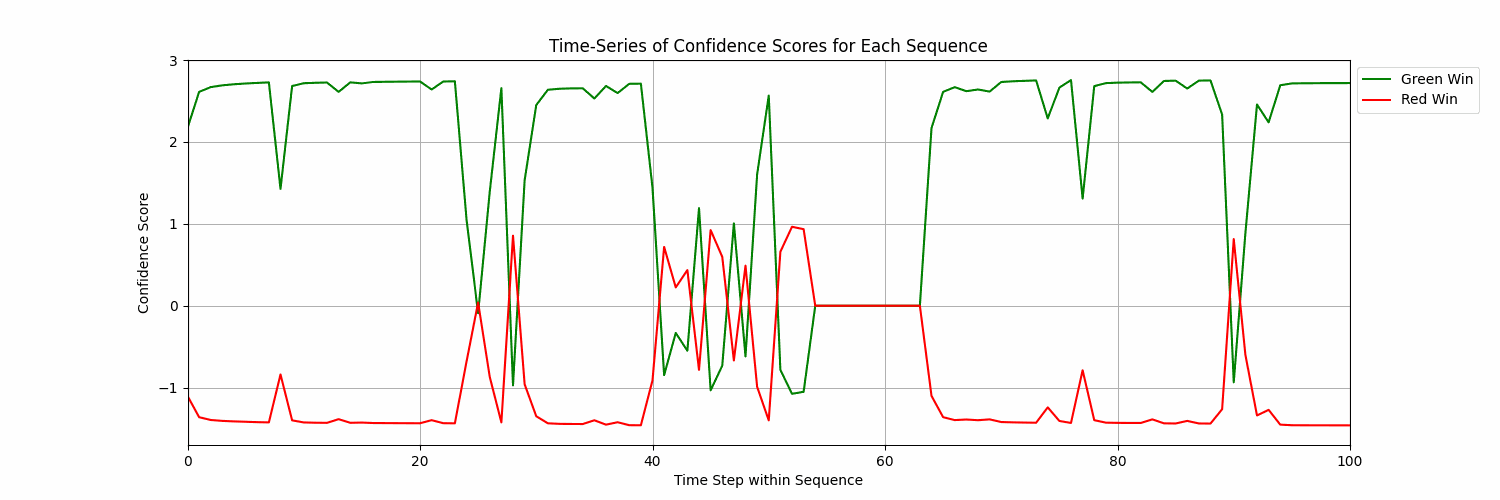 Time-Series of Confidence Scores for Each Sequence
Green Win
Red Win
Confidence Score
3
2
1
0
−1
0 20 40 60 80 100
Time Step within Sequence